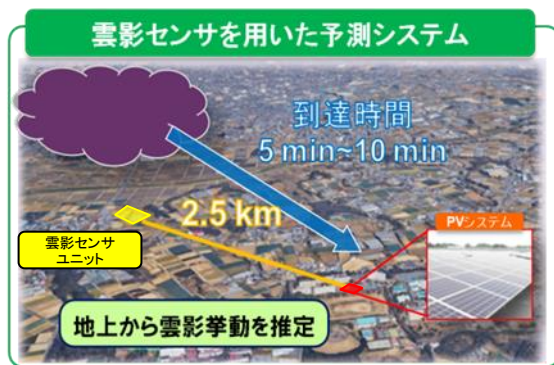 雲影センサを用いた予測システム
到達時間
5 min~10 min
2.5 km
PVシステム
雲影センサ
ユニット
地上から雲影挙動を推定